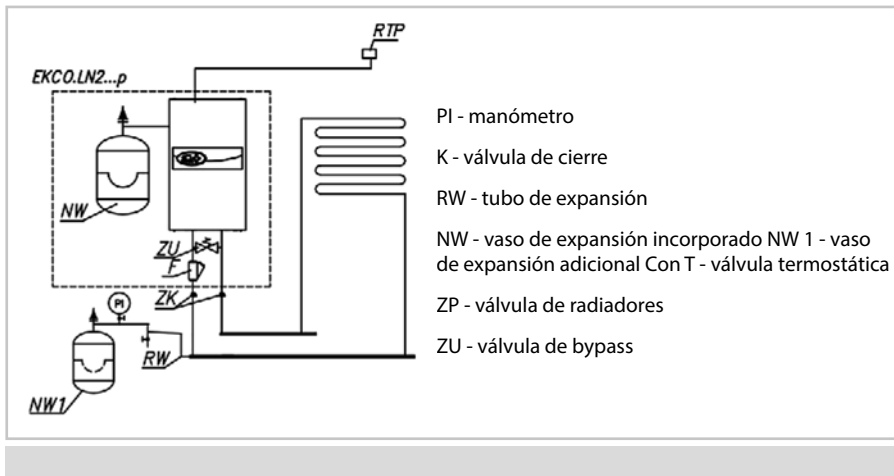 RTP
EKCO.LN2...p
NW
ZU
F
ZK
PI
RW
NW1
PI - manómetro
K - válvula de cierre
RW - tubo de expansión
NW - vaso de expansión incorporado NW 1 - vaso
de expansión adicional Con T - válvula termostática
ZP - válvula de radiadores
ZU - válvula de bypass